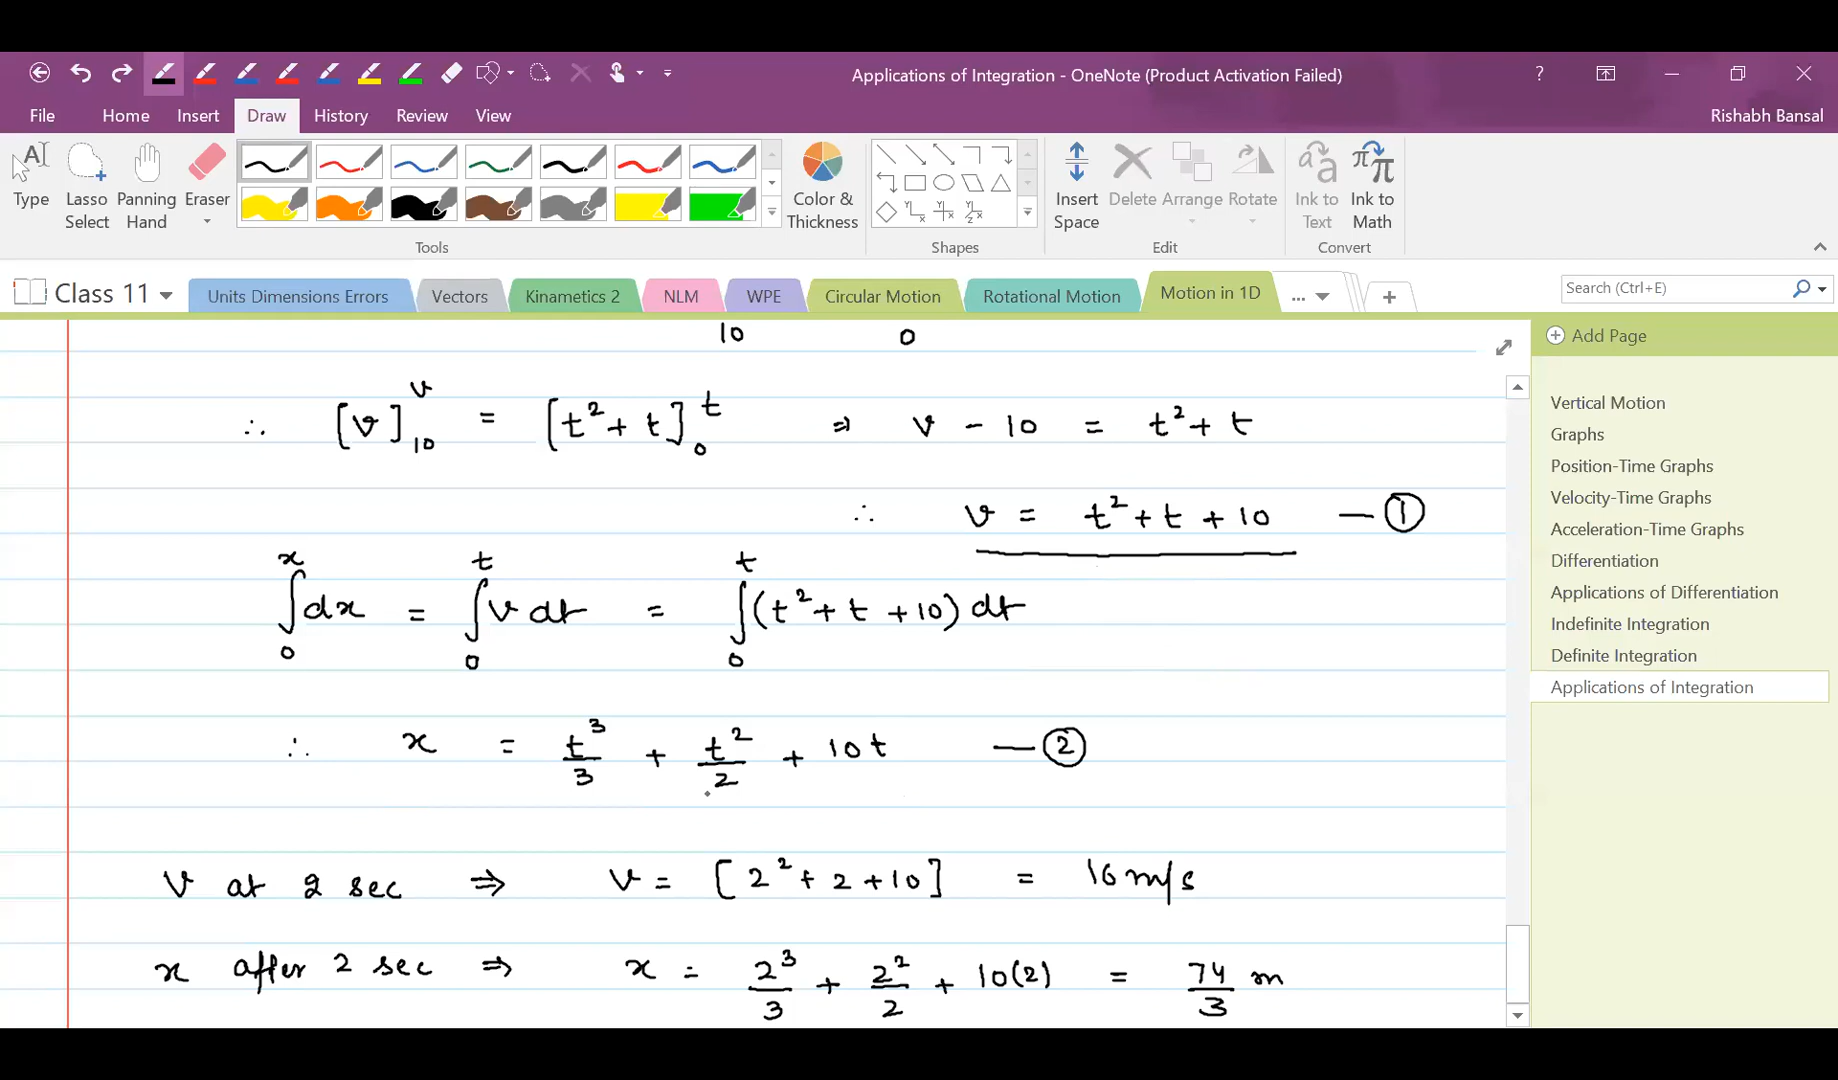 Applications of Integration - OneNote (Product Activation Failed)
?
File Home Insert Draw History Review View
Rishabh Bansal
Type
Lasso Select
Panning Hand
Eraser
Color & Thickness
Insert Space
Delete
Arrange
Rotate
Ink to Text
Ink to Math
Tools
Shapes
Edit
Convert
Class 11
Units Dimensions Errors
Vectors
Kinametics 2
NLM
WPE
Circular Motion
Rotational Motion
Motion in 1D
...
Search (Ctrl+E)
Add Page
Vertical Motion
Graphs
Position-Time Graphs
Velocity-Time Graphs
Acceleration-Time Graphs
Differentiation
Applications of Differentiation
Indefinite Integration
Definite Integration
Applications of Integration
10 0
∴ [v]₁₀ᵛ = [t² + t]₀ᵗ ⇒ v - 10 = t² + t
∴ v = t² + t + 10 — ①
∫₀ˣ dx = ∫₀ᵗ v dt = ∫₀ᵗ (t² + t + 10) dt
∴ x = t³/3 + t²/2 + 10t — ②
v at 2 sec ⇒ v = [2² + 2 + 10] = 16 m/s
x after 2 sec ⇒ x = 2³/3 + 2²/2 + 10(2) = 74/3 m